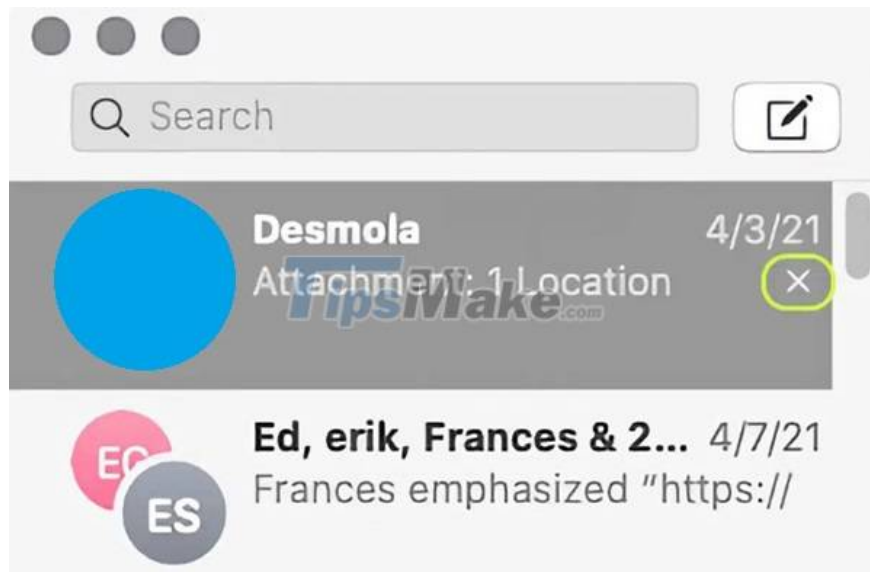 Search
Desmola 4/3/21
Attachment: 1 Location
TipsMake.com
Ed, erik, Frances & 2... 4/7/21
EC
Frances emphasized "https://
ES